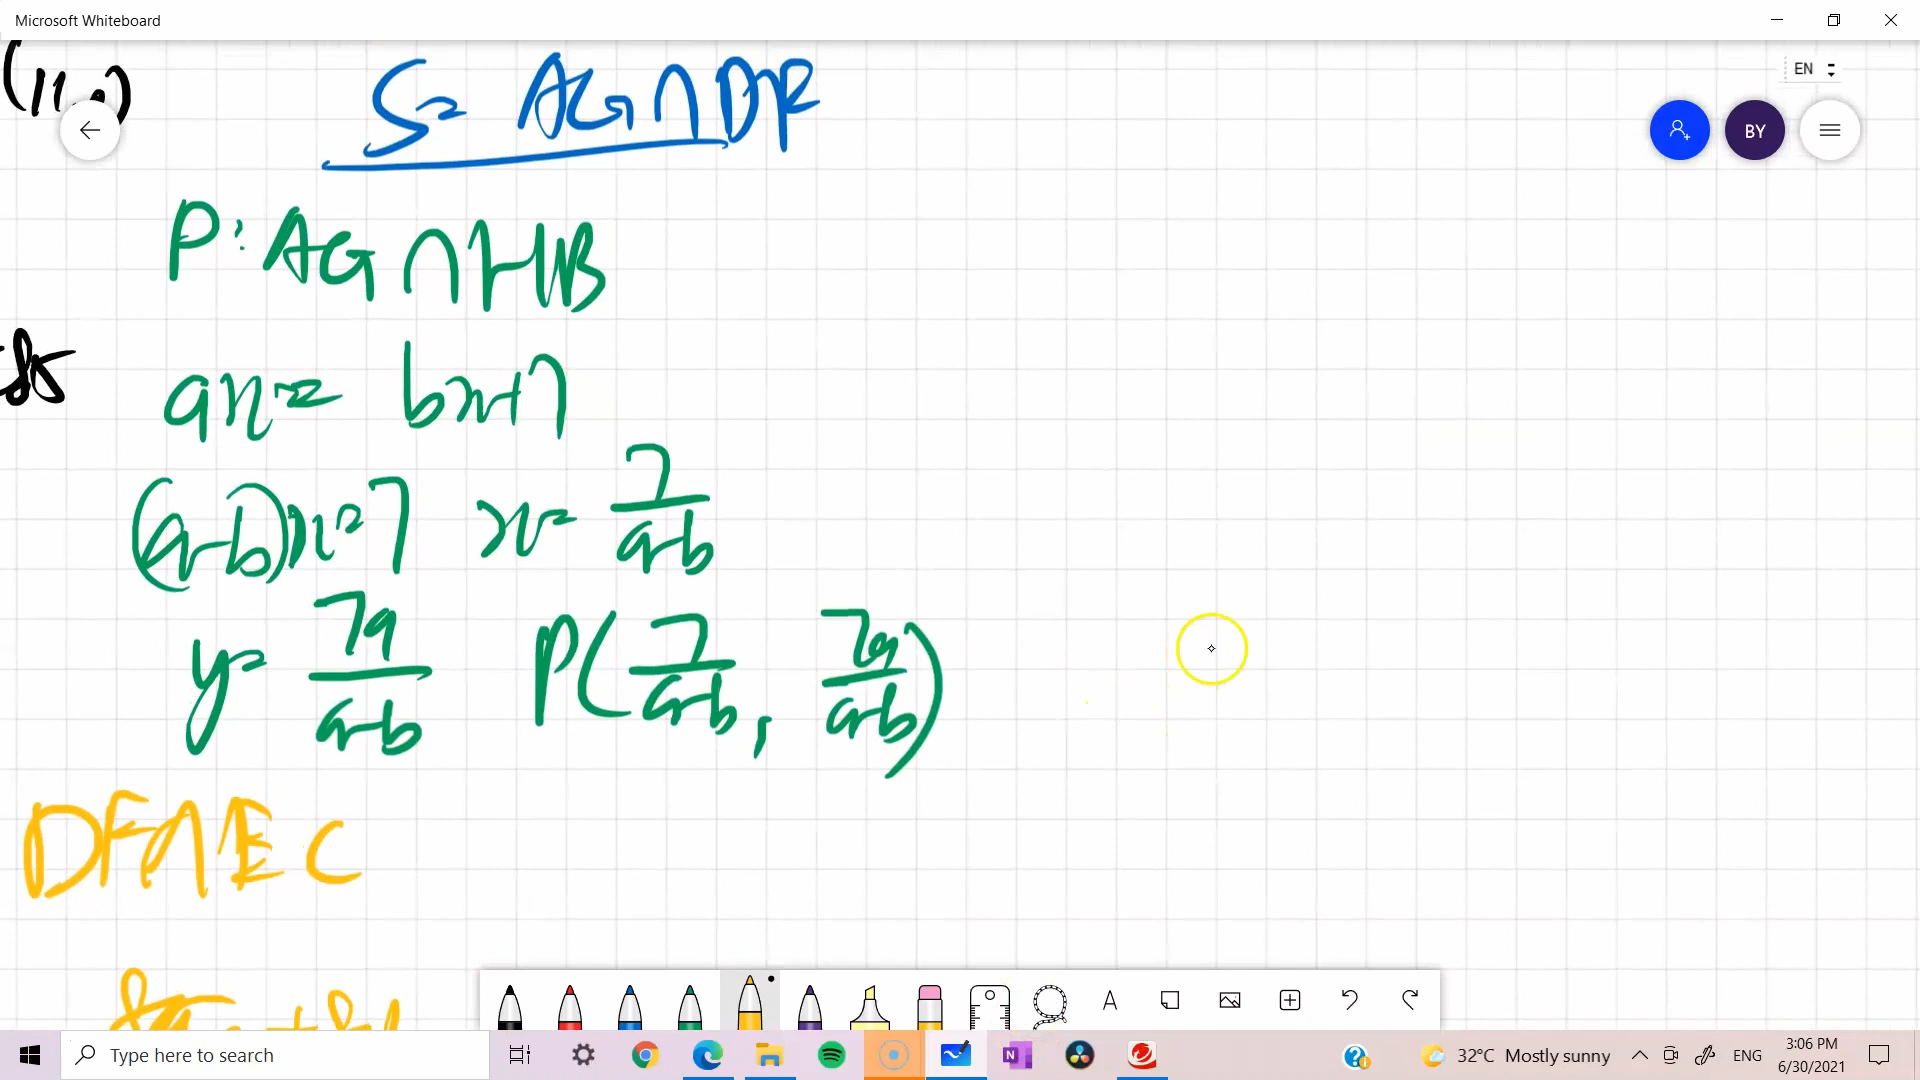 Microsoft Whiteboard
EN
BY
S = AG ∩ DF
P: AG ∩ HB
ax = bx+7
(a-b)x=7 x= 7/(a-b)
y= 7a/(a-b) P(7/(a-b), 7a/(a-b))
DF ∩ EC
A
Type here to search
32°C Mostly sunny
ENG
3:06 PM
6/30/2021